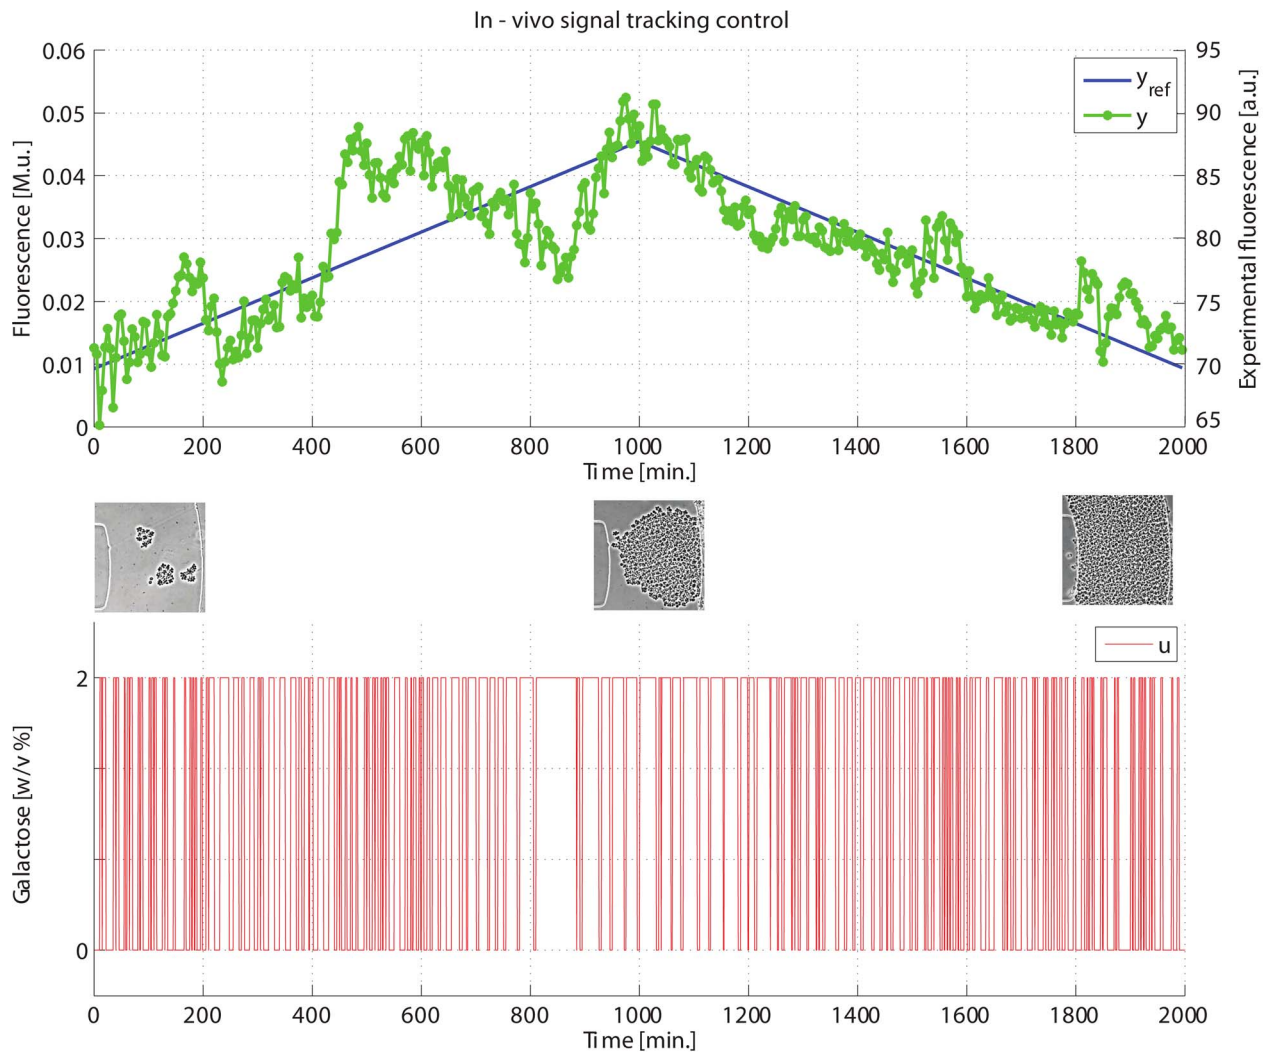 In - vivo signal tracking control
0.06
0.05
0.04
0.03
0.02
0.01
0
Fluorescence [M.u.]
95
90
85
80
75
70
65
Experimental fluorescence [a.u.]
y_ref
y
0 200 400 600 800 1000 1200 1400 1600 1800 2000
Time [min.]
u
2
0
Galactose [w/v %]
0 200 400 600 800 1000 1200 1400 1600 1800 2000
Time [min.]